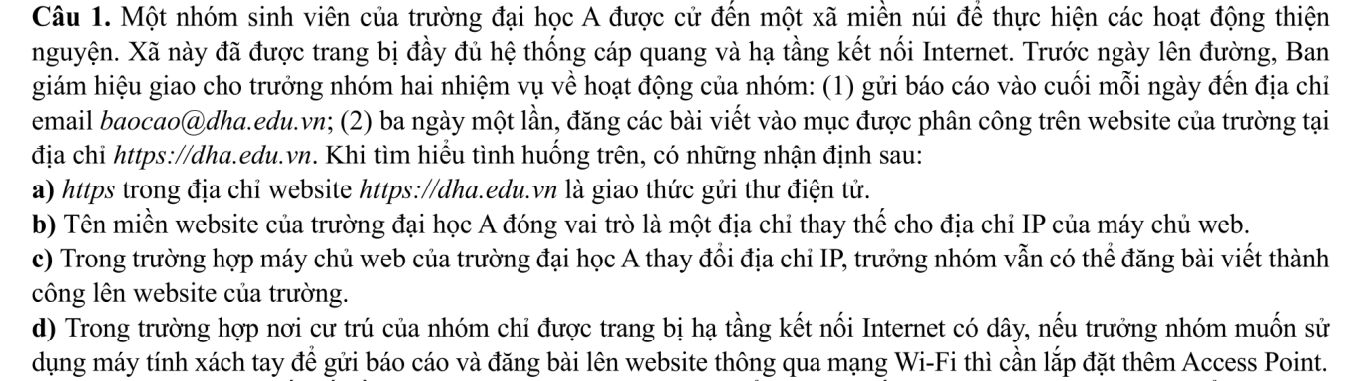 Câu 1. Một nhóm sinh viên của trường đại học A được cử đến một xã miền núi để thực hiện các hoạt động thiện
nguyện. Xã này đã được trang bị đầy đủ hệ thống cáp quang và hạ tầng kết nối Internet. Trước ngày lên đường, Ban
giám hiệu giao cho trưởng nhóm hai nhiệm vụ về hoạt động của nhóm: (1) gửi báo cáo vào cuối mỗi ngày đến địa chỉ
email baocao@dha.edu.vn; (2) ba ngày một lần, đăng các bài viết vào mục được phân công trên website của trường tại
địa chỉ https://dha.edu.vn. Khi tìm hiểu tình huống trên, có những nhận định sau:
a) https trong địa chỉ website https://dha.edu.vn là giao thức gửi thư điện tử.
b) Tên miền website của trường đại học A đóng vai trò là một địa chỉ thay thế cho địa chỉ IP của máy chủ web.
c) Trong trường hợp máy chủ web của trường đại học A thay đổi địa chỉ IP, trưởng nhóm vẫn có thể đăng bài viết thành
công lên website của trường.
d) Trong trường hợp nơi cư trú của nhóm chỉ được trang bị hạ tầng kết nối Internet có dây, nếu trưởng nhóm muốn sử
dụng máy tính xách tay để gửi báo cáo và đăng bài lên website thông qua mạng Wi-Fi thì cần lắp đặt thêm Access Point.